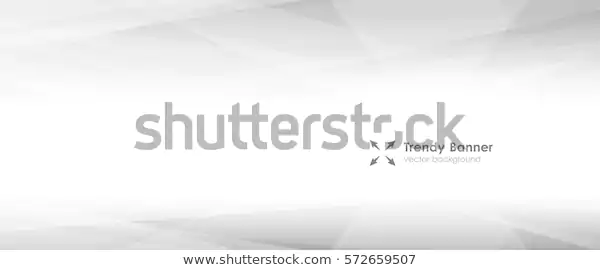 shutterstock
Trendy Banner
vector background
www.shutterstock.com · 572659507